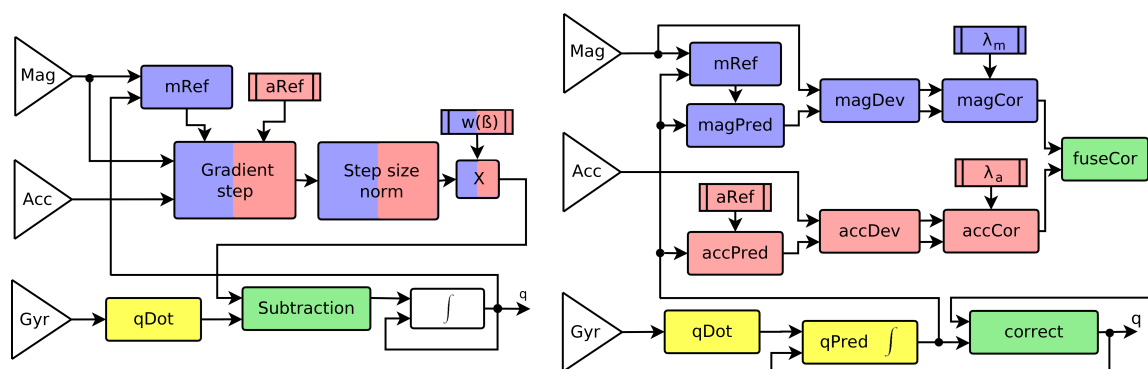 Mag
mRef
aRef
w(ß)
Gradient
step
Step size
norm
X
Acc
Gyr
qDot
Subtraction
∫
q
Mag
mRef
magPred
magDev
λm
magCor
fuseCor
Acc
aRef
accPred
accDev
λa
accCor
Gyr
qDot
qPred ∫
correct
q